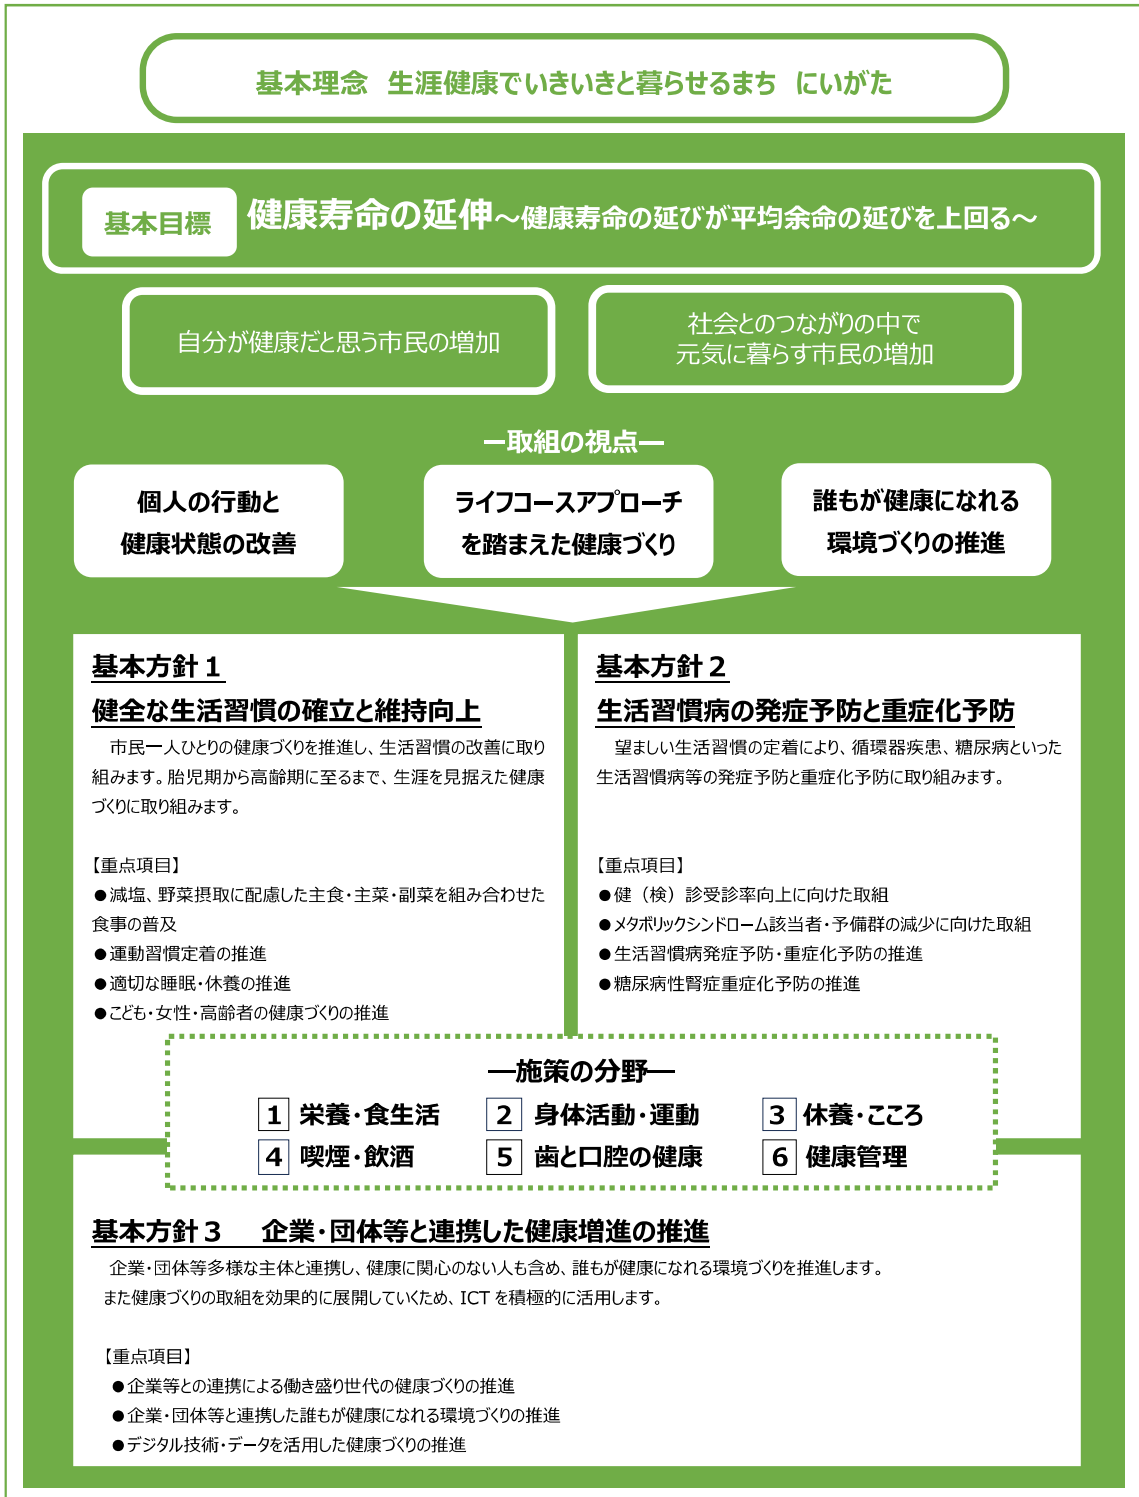 基本理念 生涯健康でいきいきと暮らせるまち にいがた
基本目標 健康寿命の延伸～健康寿命の延びが平均余命の延びを上回る～
自分が健康だと思う市民の増加
社会とのつながりの中で
元気に暮らす市民の増加
―取組の視点―
個人の行動と
健康状態の改善
ライフコースアプローチ
を踏まえた健康づくり
誰もが健康になれる
環境づくりの推進
基本方針１
健全な生活習慣の確立と維持向上
市民一人ひとりの健康づくりを推進し、生活習慣の改善に取り
組みます。胎児期から高齢期に至るまで、生涯を見据えた健康
づくりに取り組みます。
【重点項目】
●減塩、野菜摂取に配慮した主食・主菜・副菜を組み合わせた
食事の普及
●運動習慣定着の推進
●適切な睡眠・休養の推進
●こども・女性・高齢者の健康づくりの推進
基本方針２
生活習慣病の発症予防と重症化予防
望ましい生活習慣の定着により、循環器疾患、糖尿病といった
生活習慣病等の発症予防と重症化予防に取り組みます。
【重点項目】
●健（検）診受診率向上に向けた取組
●メタボリックシンドローム該当者・予備群の減少に向けた取組
●生活習慣病発症予防・重症化予防の推進
●糖尿病性腎症重症化予防の推進
―施策の分野―
1 栄養・食生活 2 身体活動・運動 3 休養・こころ
4 喫煙・飲酒 5 歯と口腔の健康 6 健康管理
基本方針３ 企業・団体等と連携した健康増進の推進
企業・団体等多様な主体と連携し、健康に関心のない人も含め、誰もが健康になれる環境づくりを推進します。
また健康づくりの取組を効果的に展開していくため、ICT を積極的に活用します。
【重点項目】
●企業等との連携による働き盛り世代の健康づくりの推進
●企業・団体等と連携した誰もが健康になれる環境づくりの推進
●デジタル技術・データを活用した健康づくりの推進